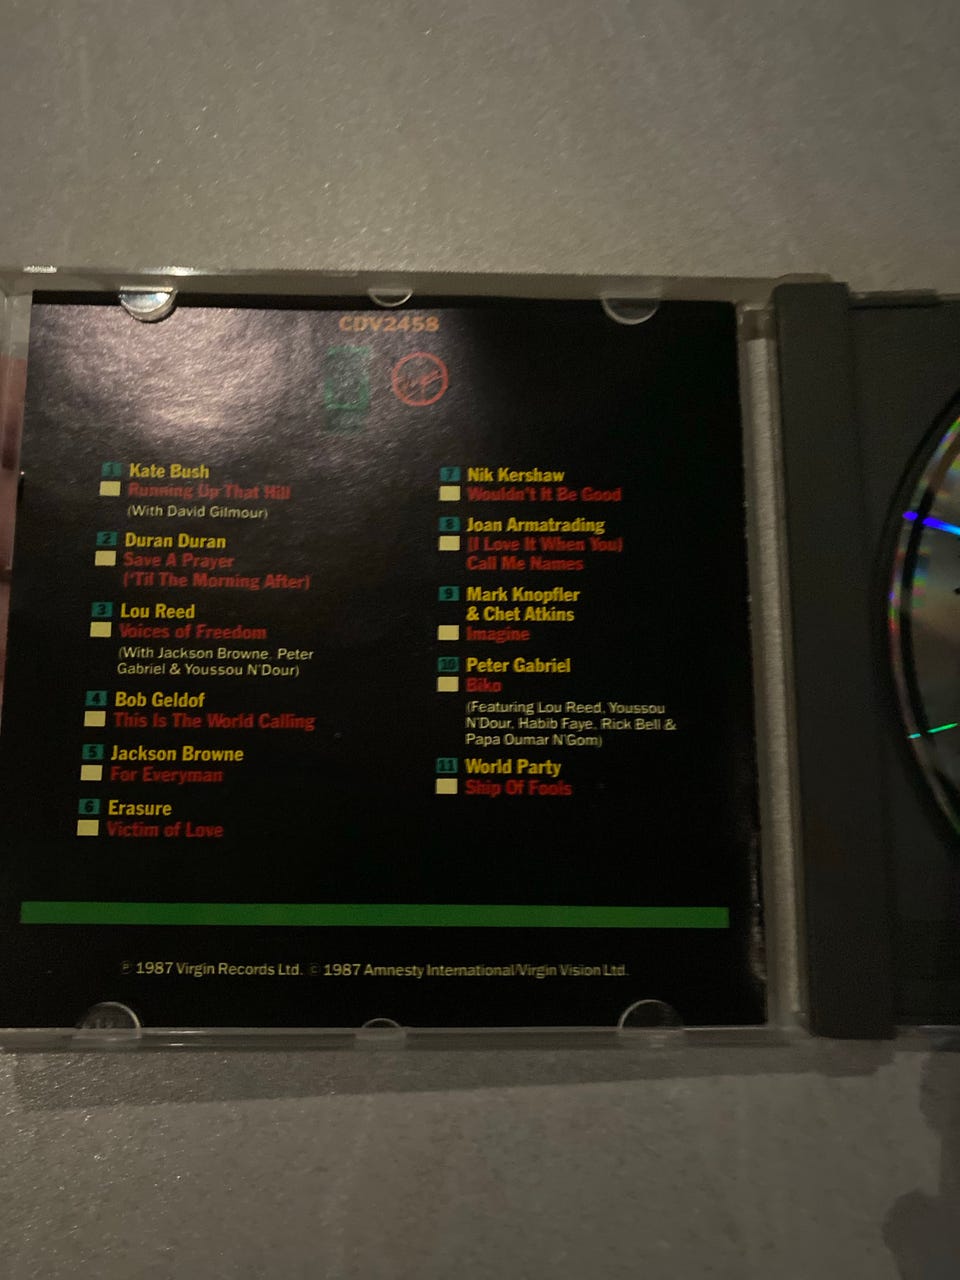 CDV2458
1 Kate Bush
Running Up That Hill
(With David Gilmour)
2 Duran Duran
Save A Prayer
('Til The Morning After)
3 Lou Reed
Voices of Freedom
(With Jackson Browne, Peter
Gabriel & Youssou N'Dour)
4 Bob Geldof
This Is The World Calling
5 Jackson Browne
For Everyman
6 Erasure
Victim of Love
7 Nik Kershaw
Wouldn't It Be Good
8 Joan Armatrading
(I Love It When You)
Call Me Names
9 Mark Knopfler
& Chet Atkins
Imagine
10 Peter Gabriel
Biko
(Featuring Lou Reed, Youssou
N'Dour, Habib Faye, Rick Bell &
Papa Oumar N'Gom)
11 World Party
Ship Of Fools
℗ 1987 Virgin Records Ltd. © 1987 Amnesty International/Virgin Vision Ltd.